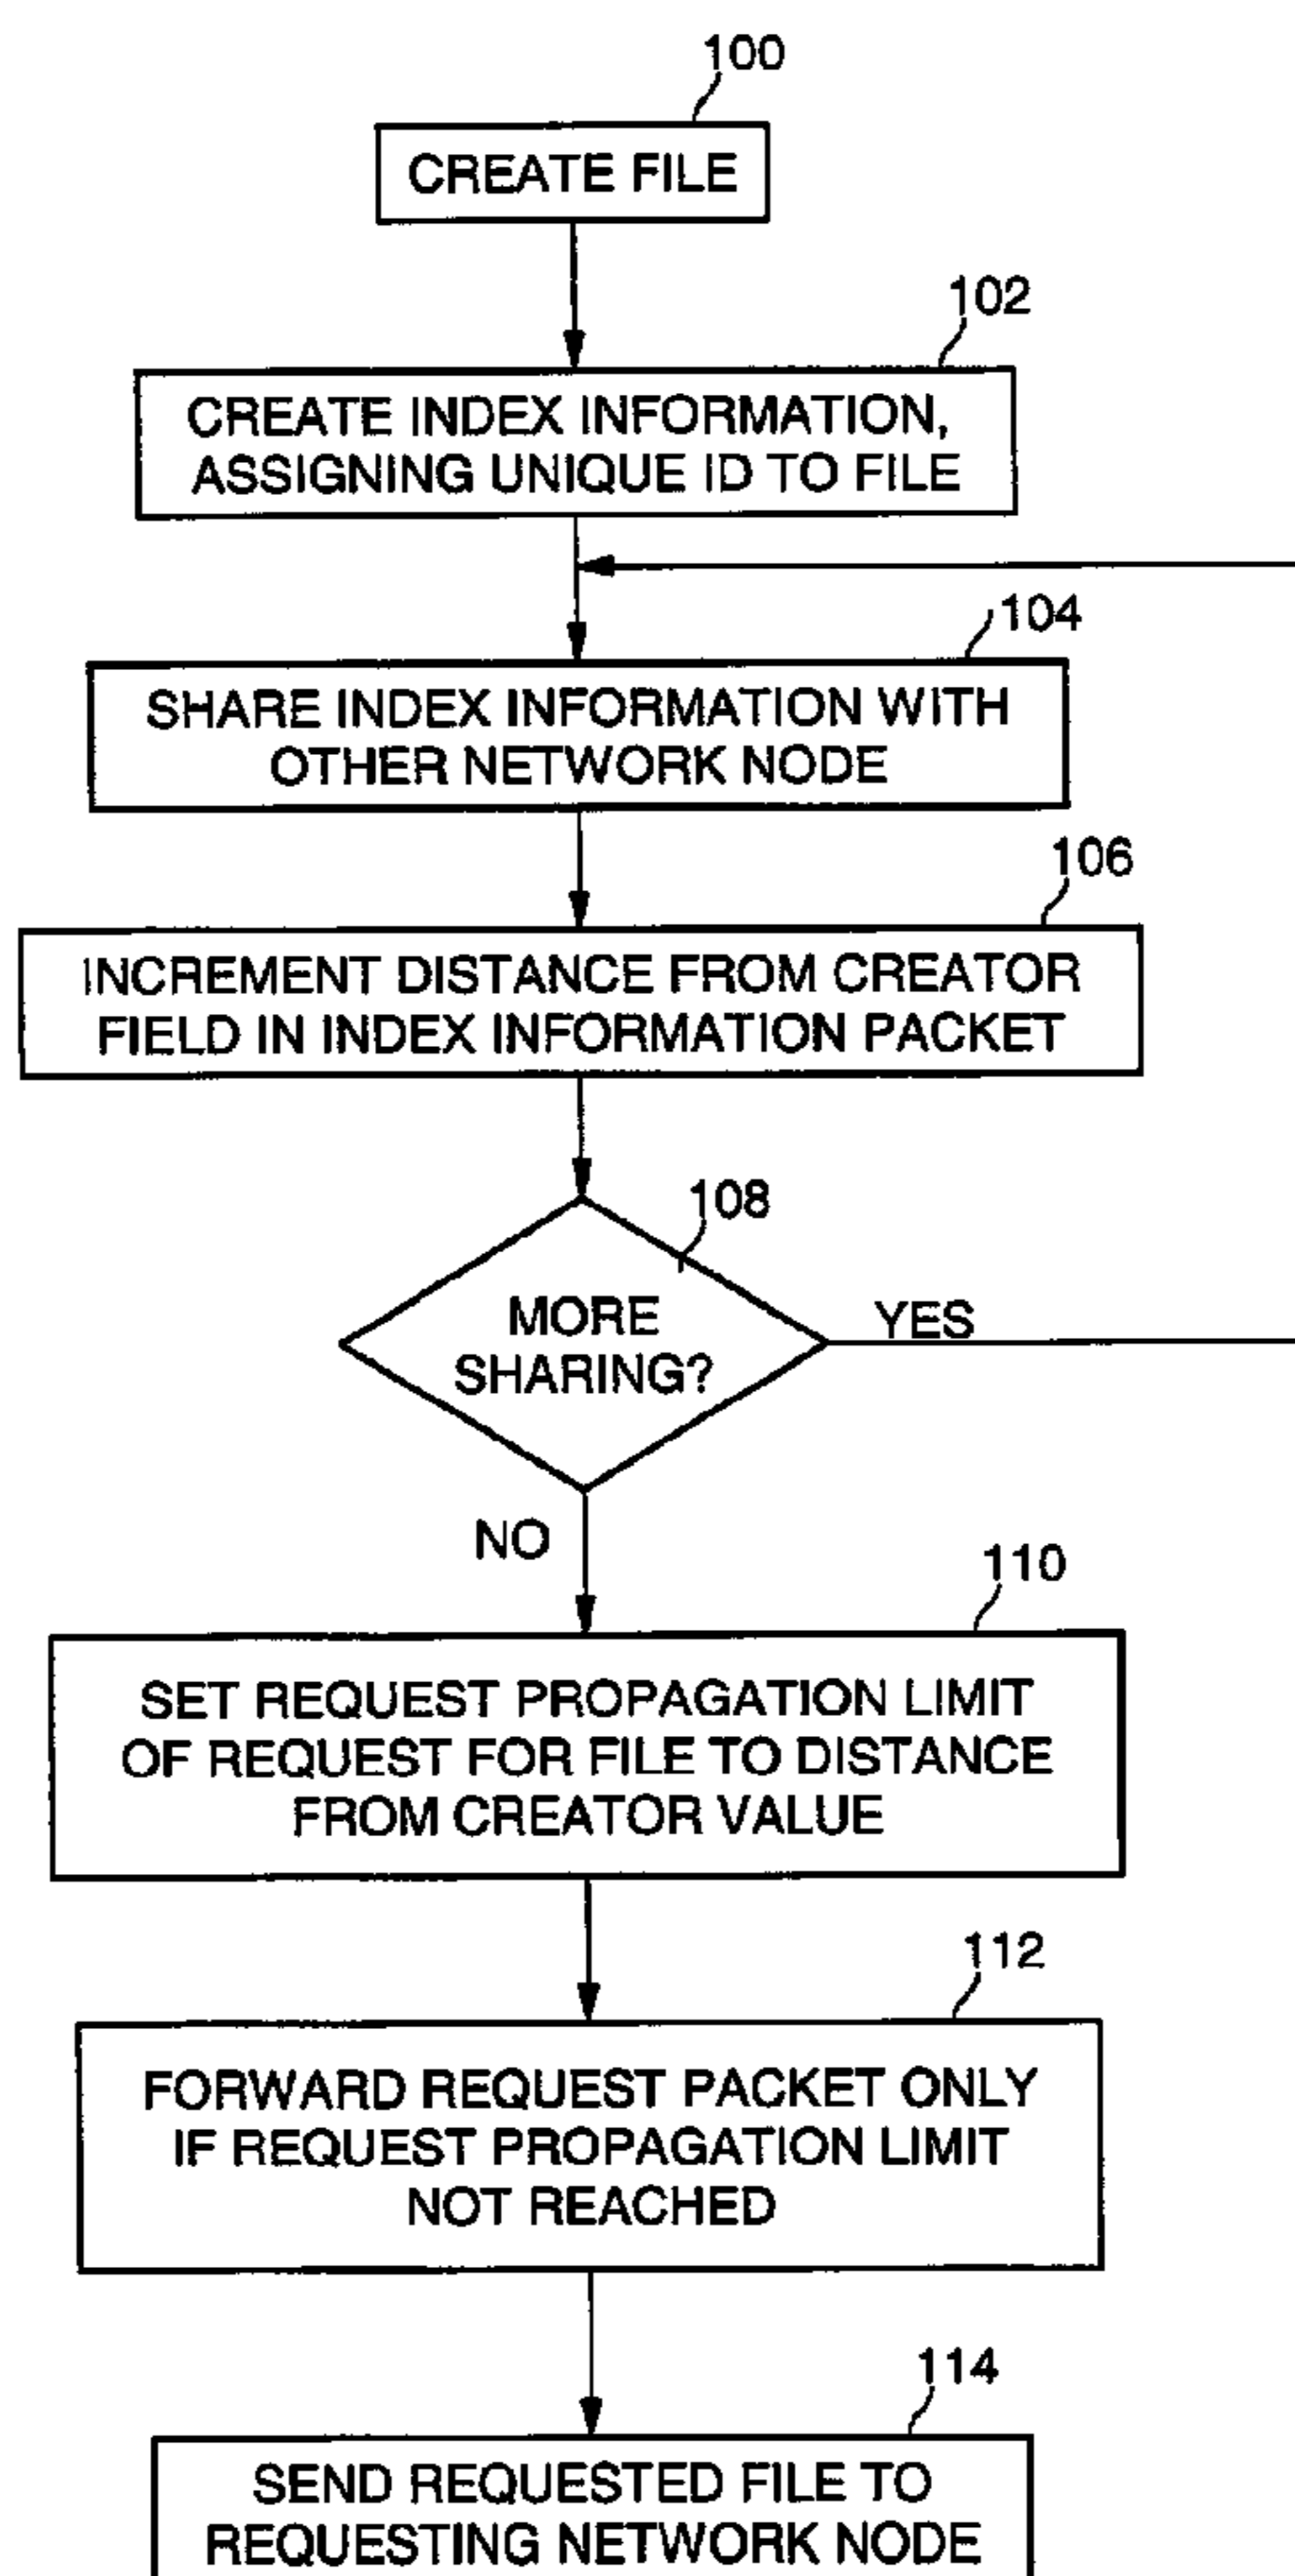 100
CREATE FILE
102
CREATE INDEX INFORMATION,
ASSIGNING UNIQUE ID TO FILE
104
SHARE INDEX INFORMATION WITH
OTHER NETWORK NODE
106
INCREMENT DISTANCE FROM CREATOR
FIELD IN INDEX INFORMATION PACKET
108
MORE
SHARING?
YES
NO
110
SET REQUEST PROPAGATION LIMIT
OF REQUEST FOR FILE TO DISTANCE
FROM CREATOR VALUE
112
FORWARD REQUEST PACKET ONLY
IF REQUEST PROPAGATION LIMIT
NOT REACHED
114
SEND REQUESTED FILE TO
REQUESTING NETWORK NODE